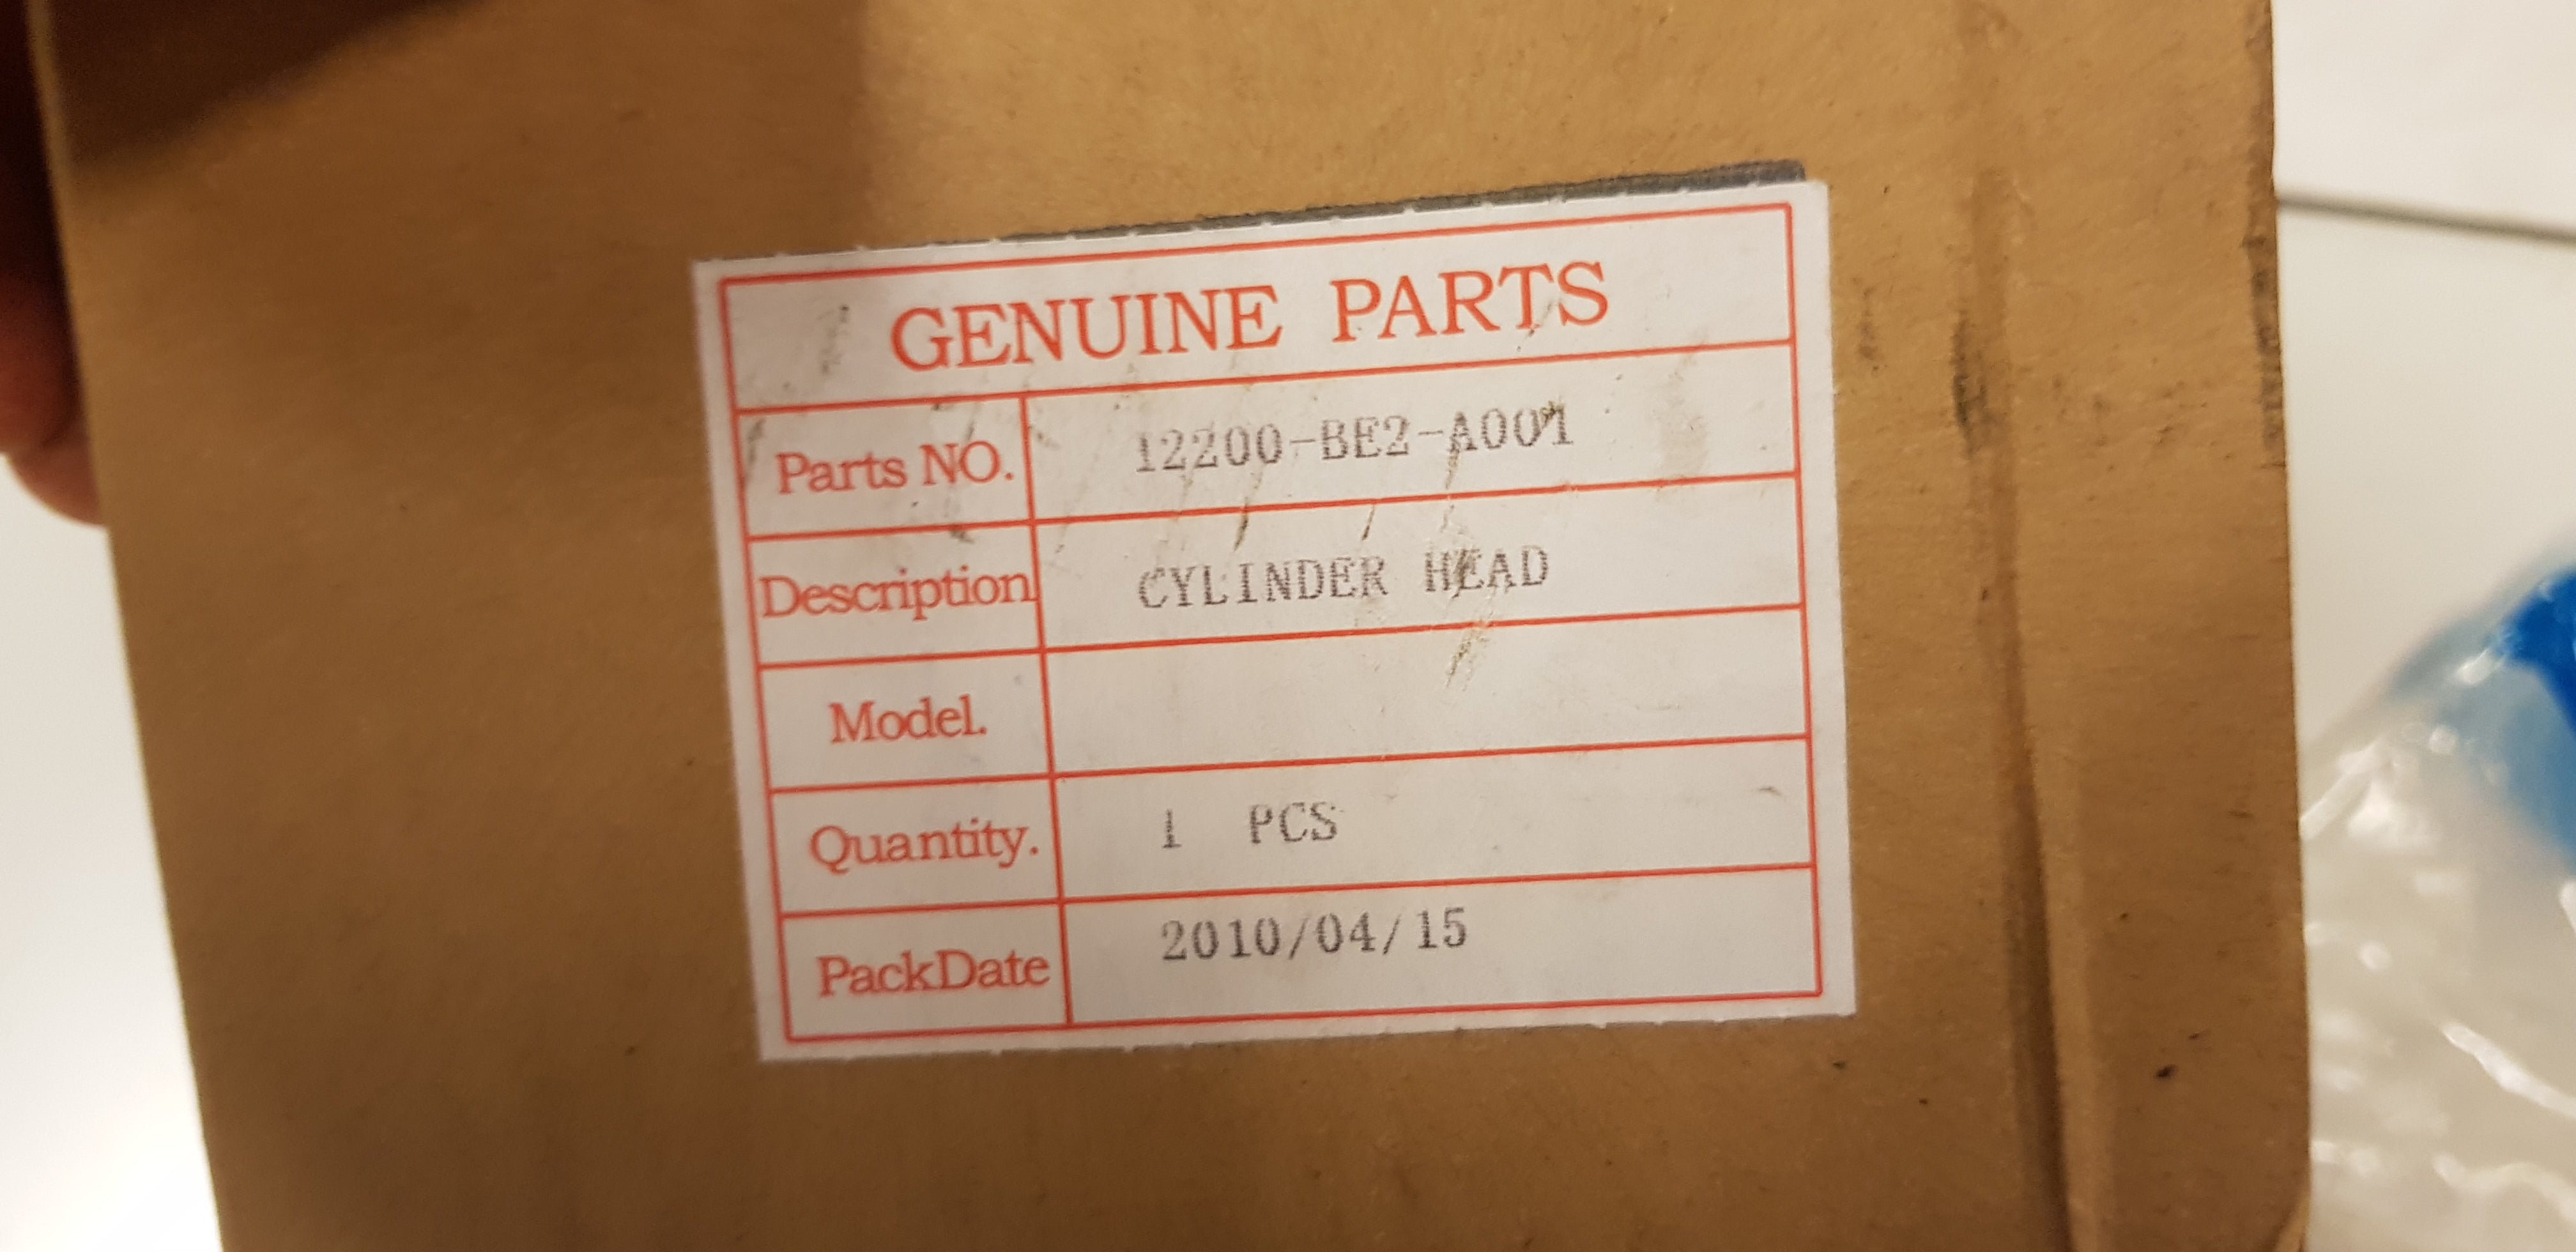 GENUINE PARTS
Parts NO. 12200-BE2-A001
Description CYLINDER HEAD
Model.
Quantity. 1 PCS
PackDate 2010/04/15